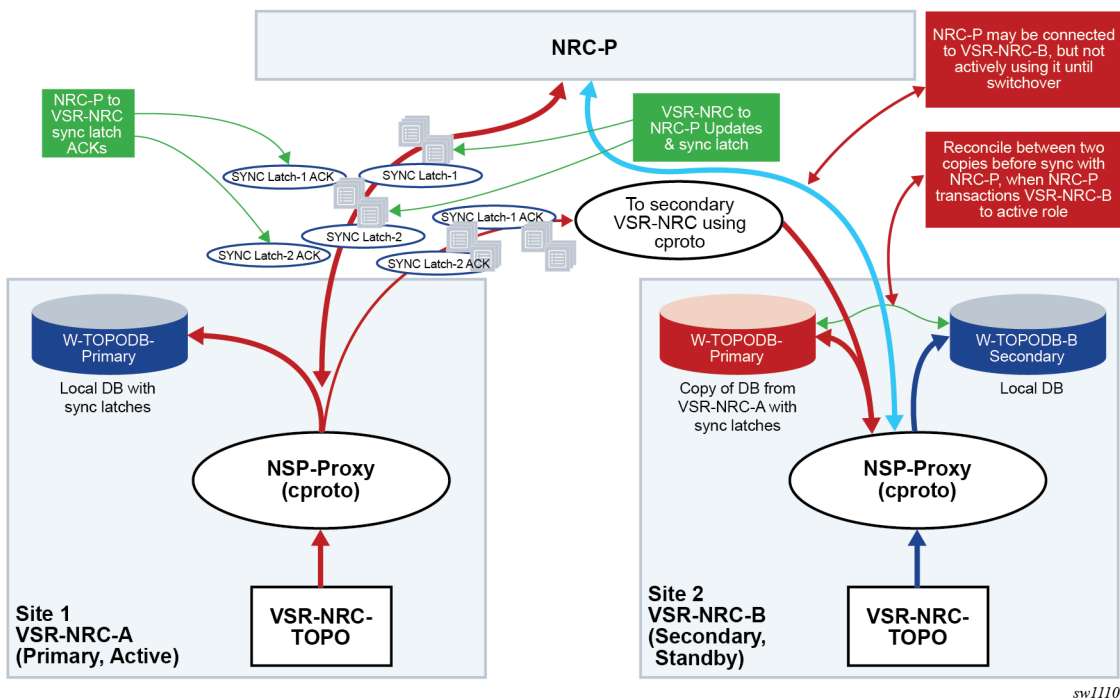 NRC-P
NRC-P may be connected
to VSR-NRC-B, but not
actively using it until
switchover
NRC-P to
VSR-NRC
sync latch
ACKs
VSR-NRC to
NRC-P Updates
& sync latch
Reconcile between two
copies before sync with
NRC-P, when NRC-P
transactions VSR-NRC-B
to active role
SYNC Latch-1 ACK
SYNC Latch-1
SYNC Latch-1 ACK
SYNC Latch-2
SYNC Latch-2 ACK
SYNC Latch-2 ACK
To secondary
VSR-NRC using
cproto
W-TOPODB-
Primary
Local DB with
sync latches
NSP-Proxy
(cproto)
VSR-NRC-
TOPO
Site 1
VSR-NRC-A
(Primary, Active)
W-TOPODB-
Primary
Copy of DB from
VSR-NRC-A with
sync latches
W-TOPODB-B
Secondary
Local DB
NSP-Proxy
(cproto)
VSR-NRC-
TOPO
Site 2
VSR-NRC-B
(Secondary,
Standby)
sw1110